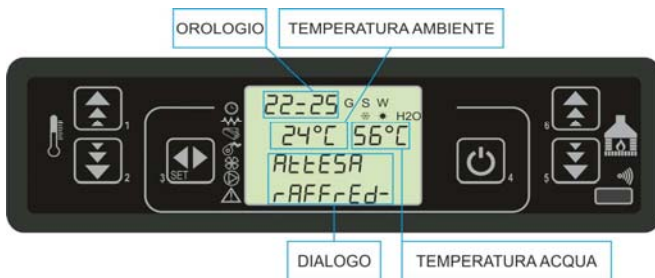 OROLOGIO TEMPERATURA AMBIENTE
22-25 G S W
H2O
24°C 56°C
AttESA
rAFFrEd-
1
2
3 SET
4
5
6
DIALOGO TEMPERATURA ACQUA